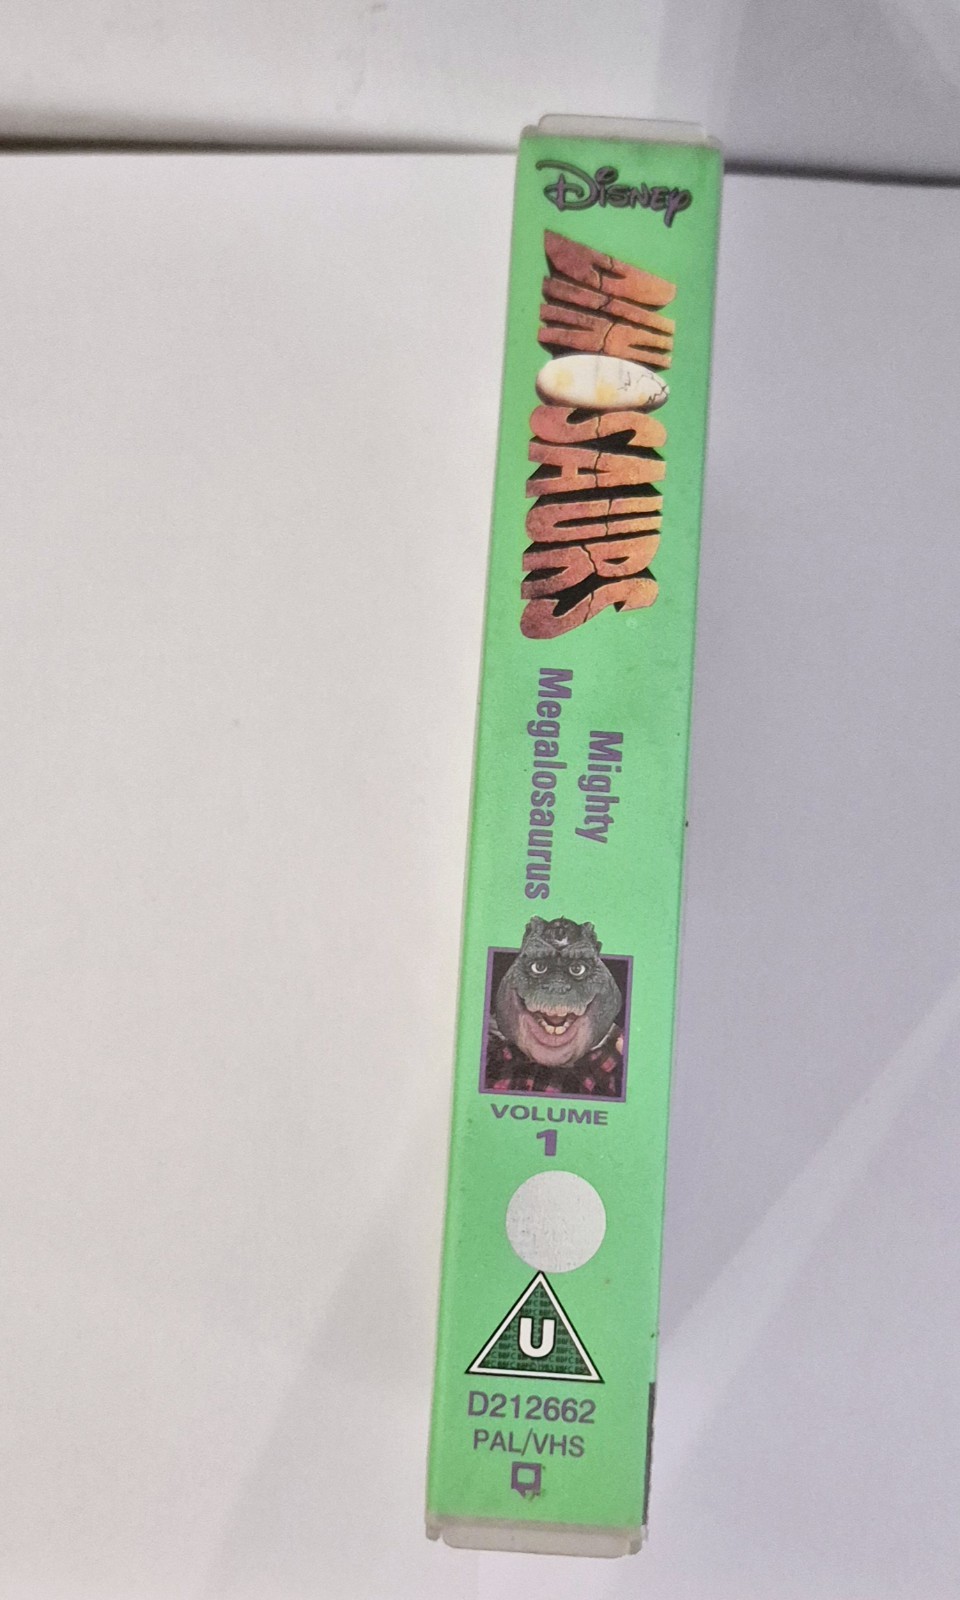 Disney
DINOSAURS
Mighty
Megalosaurus
VOLUME
1
U
D212662
PAL/VHS